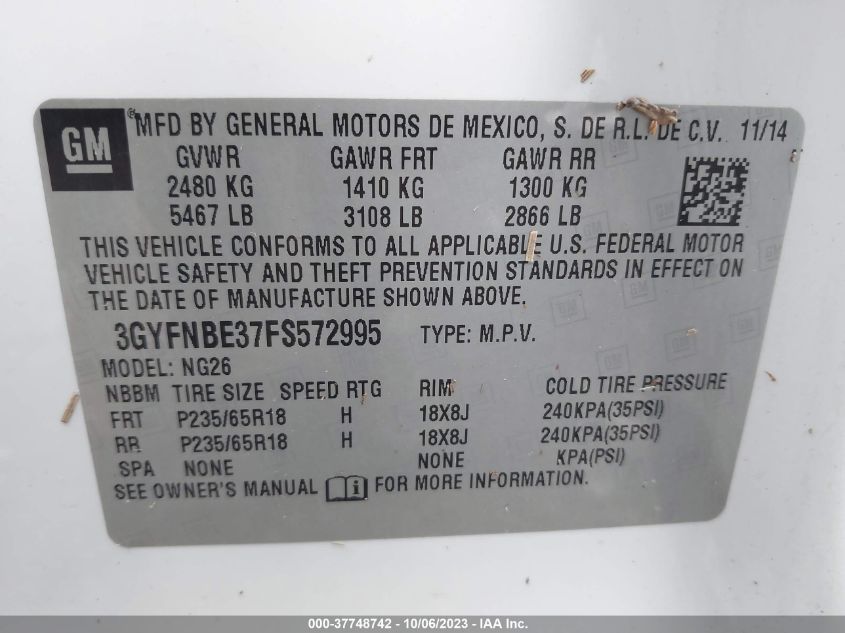 GM
® MFD BY GENERAL MOTORS DE MEXICO, S. DE R.L. DE C.V. 11/14
GVWR GAWR FRT GAWR RR
2480 KG 1410 KG 1300 KG
5467 LB 3108 LB 2866 LB
THIS VEHICLE CONFORMS TO ALL APPLICABLE U.S. FEDERAL MOTOR
VEHICLE SAFETY AND THEFT PREVENTION STANDARDS IN EFFECT ON
THE DATE OF MANUFACTURE SHOWN ABOVE.
3GYFNBE37FS572995 TYPE: M.P.V.
MODEL: NG26
NBBM TIRE SIZE SPEED RTG RIM COLD TIRE PRESSURE
FRT P235/65R18 H 18X8J 240KPA(35PSI)
RR P235/65R18 H 18X8J 240KPA(35PSI)
SPA NONE NONE KPA(PSI)
SEE OWNER'S MANUAL FOR MORE INFORMATION.
000-37748742 - 10/06/2023 - IAA Inc.